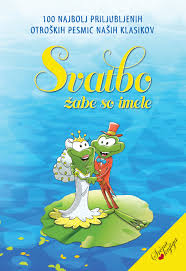 100 NAJBOLJ PRILJUBLJENIH
OTROŠKIH PESMIC NAŠIH KLASIKOV
Svatbo
žabe so imele